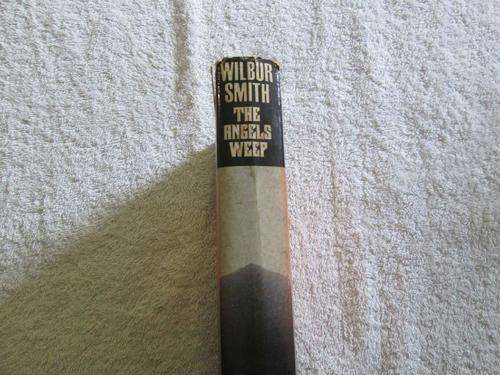 WILBUR
SMITH
THE
ANGELS
WEEP